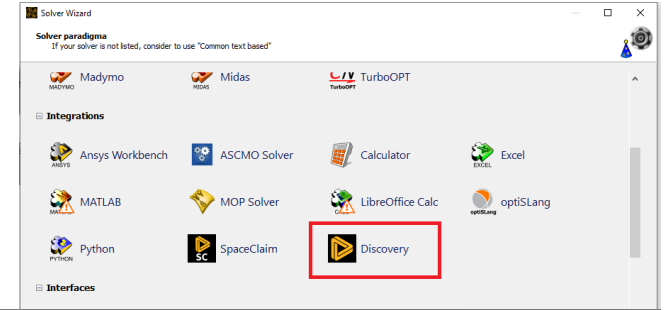 Solver Wizard
Solver paradigma
If your solver is not listed, consider to use "Common text based"
MADYMO Madymo
MIDAS Midas
TurboOPT TurboOPT
Integrations
ANSYS Ansys Workbench
ASCMO Solver
Calculator
EXCEL Excel
MATLAB
MOP Solver
LibreOffice Calc
optiSLang optiSLang
PYTHON Python
SC SpaceClaim
Discovery
Interfaces